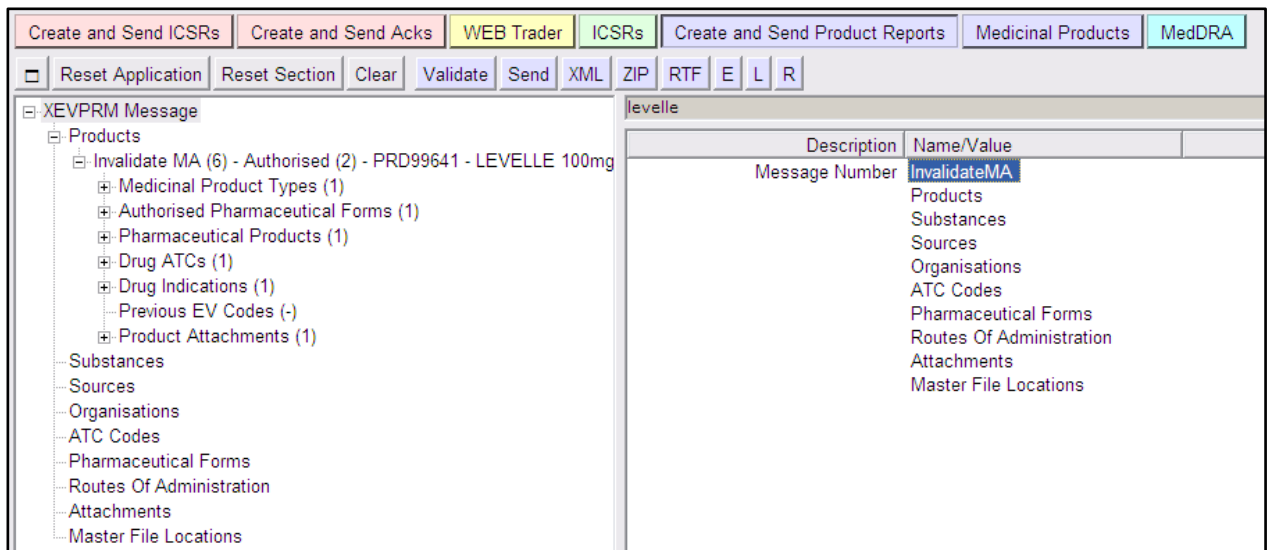 Create and Send ICSRs Create and Send Acks WEB Trader ICSRs Create and Send Product Reports Medicinal Products MedDRA
Reset Application Reset Section Clear Validate Send XML ZIP RTF E L R
XEVPRM Message
Products
Invalidate MA (6) - Authorised (2) - PRD99641 - LEVELLE 100mg
Medicinal Product Types (1)
Authorised Pharmaceutical Forms (1)
Pharmaceutical Products (1)
Drug ATCs (1)
Drug Indications (1)
Previous EV Codes (-)
Product Attachments (1)
Substances
Sources
Organisations
ATC Codes
Pharmaceutical Forms
Routes Of Administration
Attachments
Master File Locations
levelle
Description Name/Value
Message Number InvalidateMA
Products
Substances
Sources
Organisations
ATC Codes
Pharmaceutical Forms
Routes Of Administration
Attachments
Master File Locations